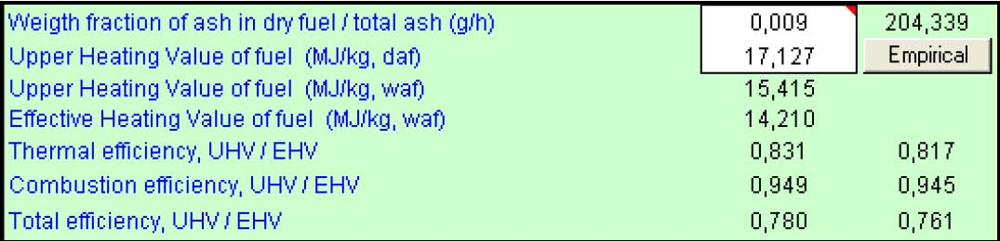 Weigth fraction of ash in dry fuel / total ash (g/h) 0,009 204,339
Upper Heating Value of fuel (MJ/kg, daf) 17,127 Empirical
Upper Heating Value of fuel (MJ/kg, waf) 15,415
Effective Heating Value of fuel (MJ/kg, waf) 14,210
Thermal efficiency, UHV / EHV 0,831 0,817
Combustion efficiency, UHV / EHV 0,949 0,945
Total efficiency, UHV / EHV 0,780 0,761